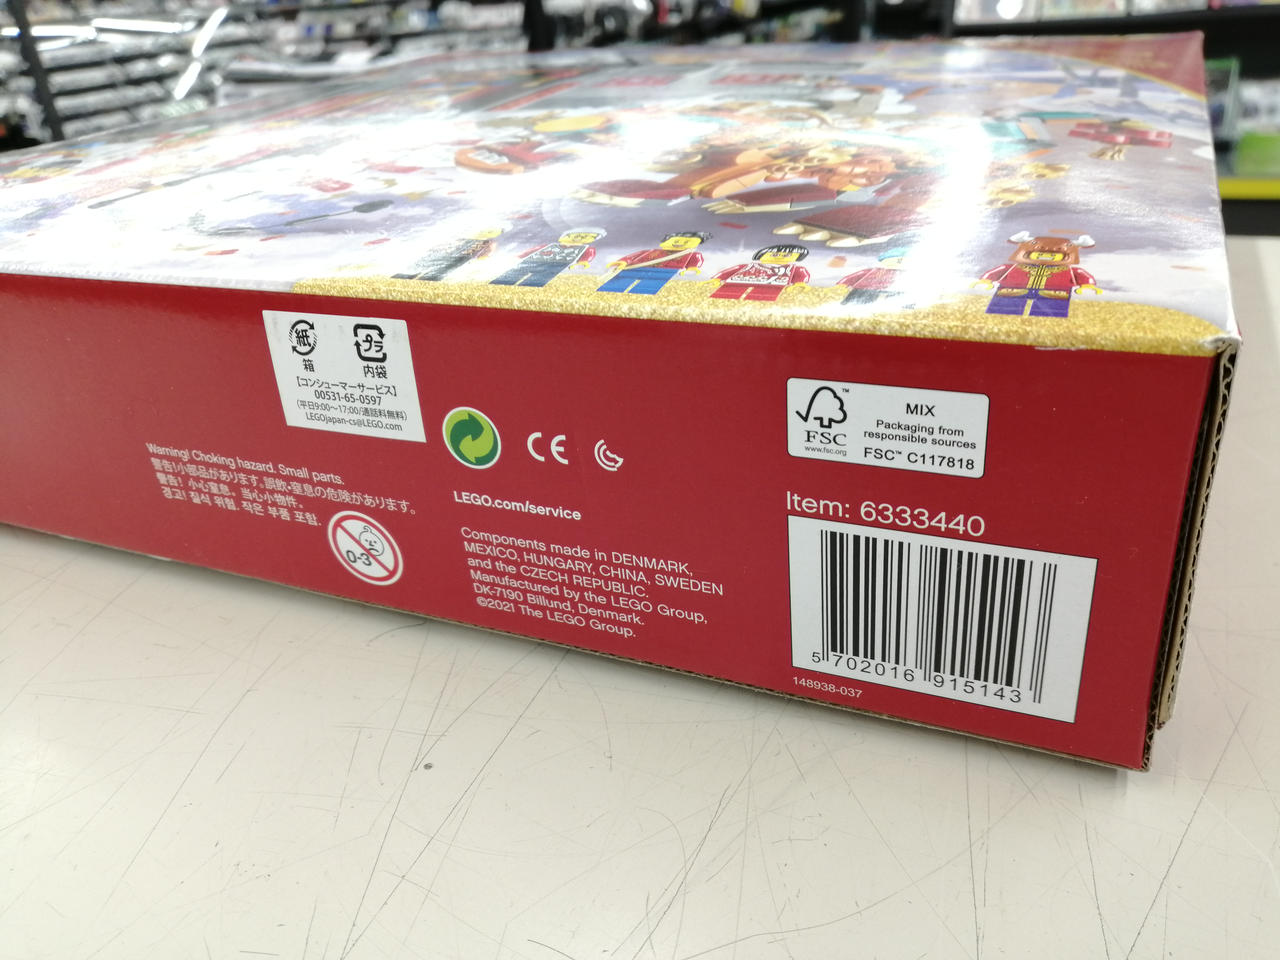 紙
プラ
箱
内袋
【コンシューマーサービス】
00531-65-0597
(平日9:00~17:00/通話料無料)
LEGOjapan-cs@LEGO.com
Warning! Choking hazard. Small parts.
警告!小部品があります。誤飲・窒息の危険があります。
警告! 小心窒息。当心小物件。
경고! 질식 위험. 작은 부품 포함.
0-3
CE
LEGO.com/service
Components made in DENMARK,
MEXICO, HUNGARY, CHINA, SWEDEN
and the CZECH REPUBLIC.
Manufactured by the LEGO Group,
DK-7190 Billund, Denmark.
©2021 The LEGO Group.
FSC
www.fsc.org
™
MIX
Packaging from
responsible sources
FSC™ C117818
Item: 6333440
5 702016 915143
148938-037